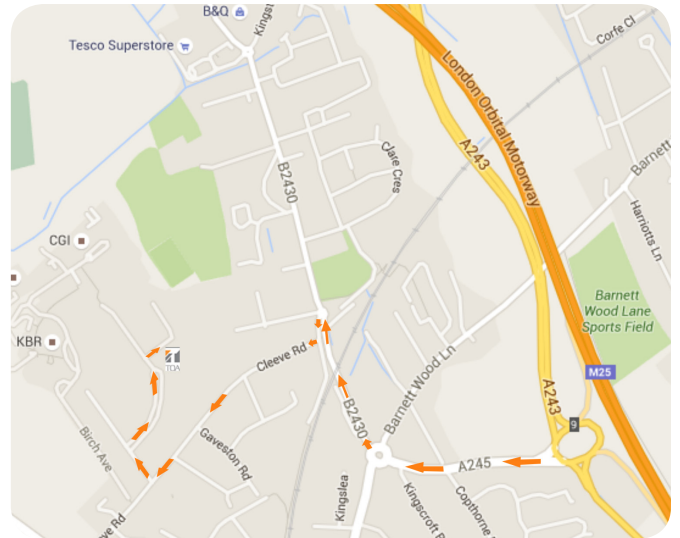 B&Q
Kingst
Tesco Superstore
Corfe Cl
London Orbital Motorway
A243
Clare Cres
Barnett
B2430
Harriotts Ln
CGI
Barnett
Wood Lane
Sports Field
KBR
TDA
Cleeve Rd
Barnett Wood Ln
M25
B2430
A243
9
Birch Ave
Gaveston Rd
A245
Kingslea
Kingscroft R
Copthorne
eeve Rd